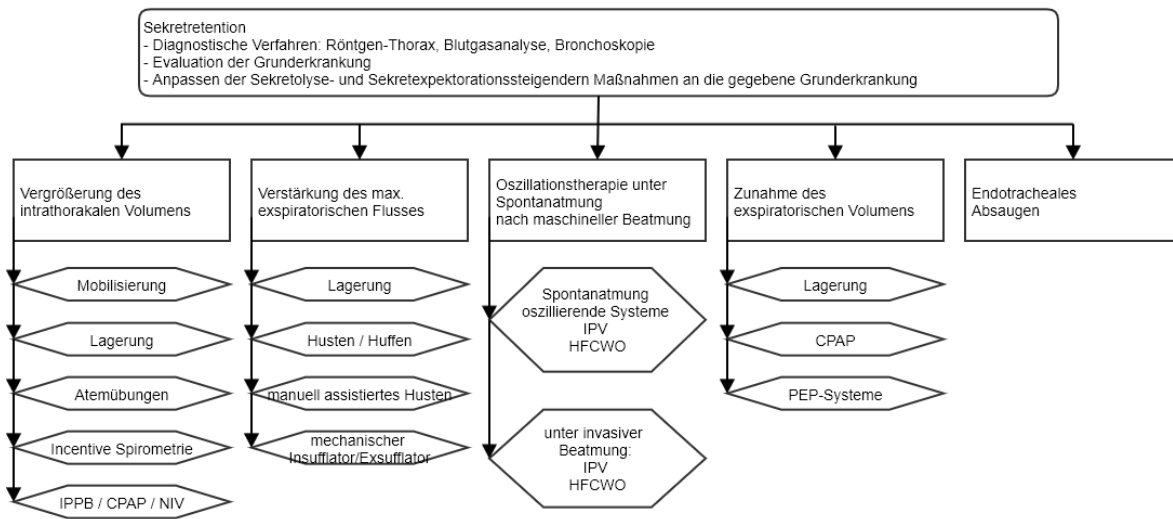 Sekretretention
- Diagnostische Verfahren: Röntgen-Thorax, Blutgasanalyse, Bronchoskopie
- Evaluation der Grunderkrankung
- Anpassen der Sekretolyse- und Sekretexpektorationssteigendern Maßnahmen an die gegebene Grunderkrankung
Vergrößerung des
intrathorakalen Volumens
Mobilisierung
Lagerung
Atemübungen
Incentive Spirometrie
IPPB / CPAP / NIV
Verstärkung des max.
exspiratorischen Flusses
Lagerung
Husten / Huffen
manuell assistiertes Husten
mechanischer
Insufflator/Exsufflator
Oszillationstherapie unter
Spontanatmung
nach maschineller Beatmung
Spontanatmung
oszillierende Systeme
IPV
HFCWO
unter invasiver
Beatmung:
IPV
HFCWO
Zunahme des
exspiratorischen Volumens
Lagerung
CPAP
PEP-Systeme
Endotracheales
Absaugen